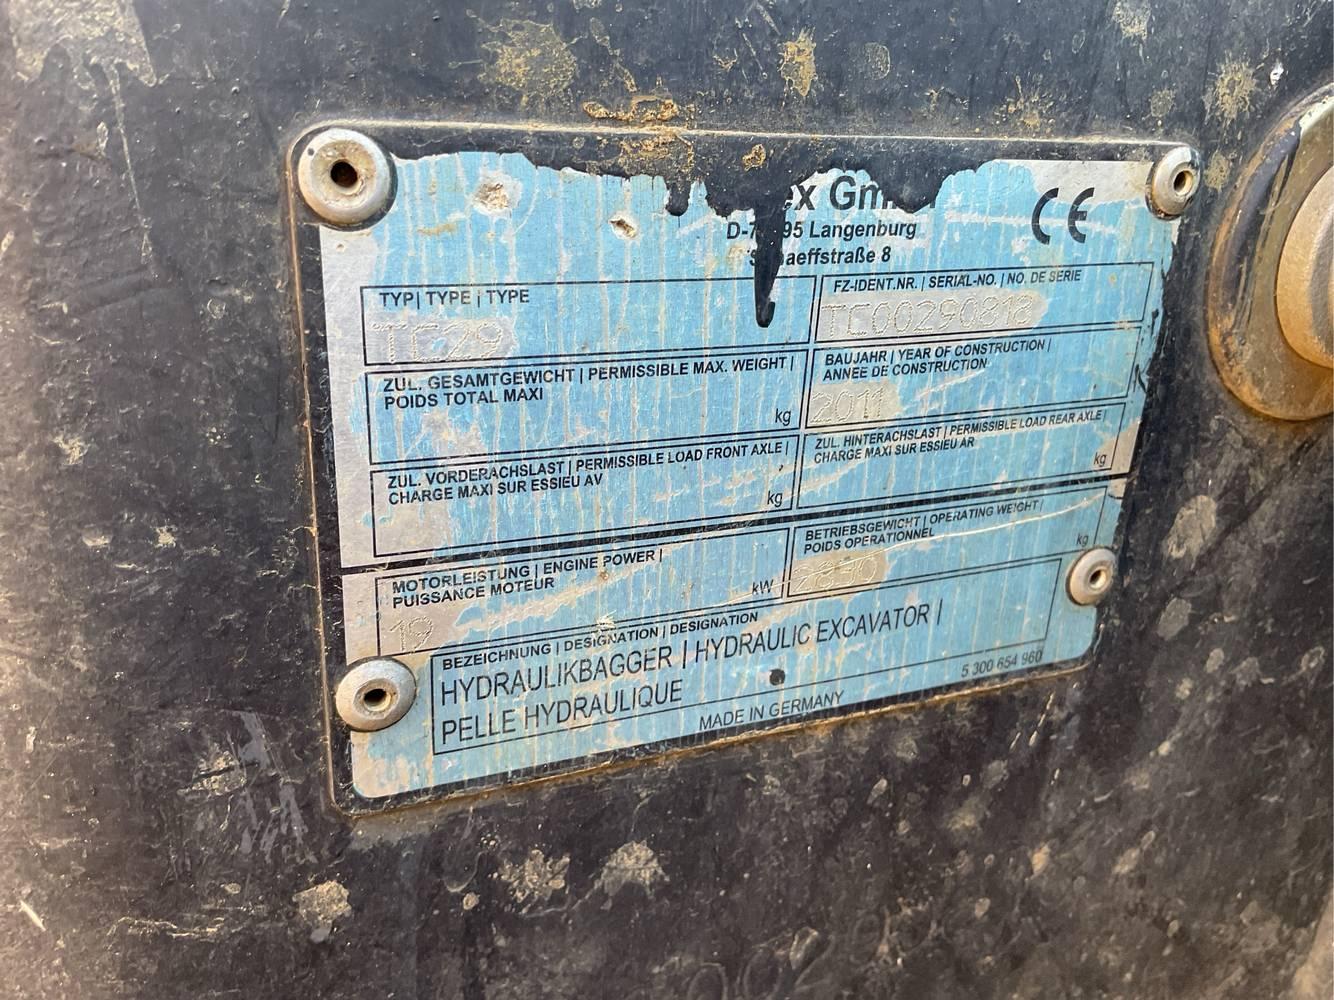 ex Gm
D-7 95 Langenburg
aeffstraße 8
CE
TYP | TYPE | TYPE
TC29
FZ-IDENT.NR. | SERIAL-NO. | NO. DE SERIE
TC00290818
ZUL. GESAMTGEWICHT | PERMISSIBLE MAX. WEIGHT |
POIDS TOTAL MAXI
kg
BAUJAHR | YEAR OF CONSTRUCTION |
ANNEE DE CONSTRUCTION
2011
ZUL. VORDERACHSLAST | PERMISSIBLE LOAD FRONT AXLE |
CHARGE MAXI SUR ESSIEU AV
kg
ZUL. HINTERACHSLAST | PERMISSIBLE LOAD REAR AXLE |
CHARGE MAXI SUR ESSIEU AR
kg
MOTORLEISTUNG | ENGINE POWER |
PUISSANCE MOTEUR
kW
19
BETRIEBSGEWICHT | OPERATING WEIGHT |
POIDS OPERATIONNEL
kg
2890
BEZEICHNUNG | DESIGNATION | DESIGNATION
HYDRAULIKBAGGER | HYDRAULIC EXCAVATOR |
PELLE HYDRAULIQUE
MADE IN GERMANY
5 300 654 960